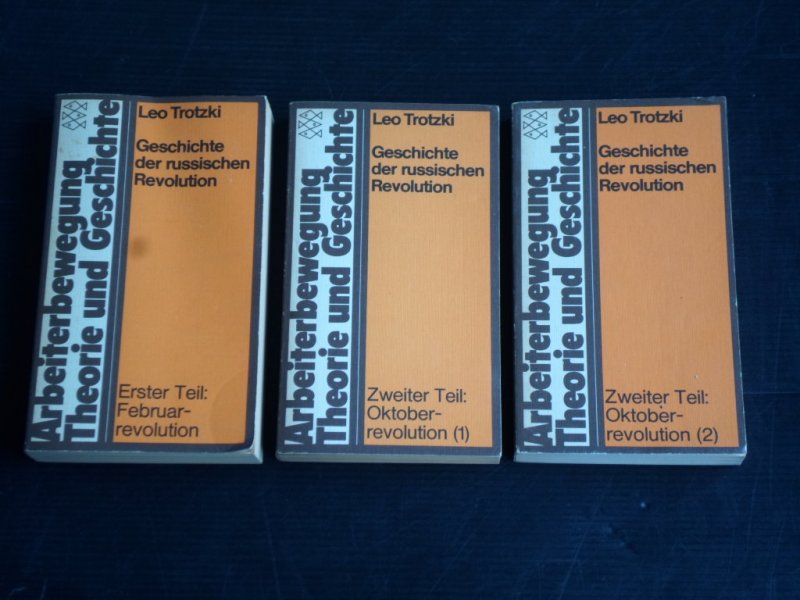 Arbeiterbewegung
Theorie und Geschichte
Leo Trotzki
Geschichte
der russischen
Revolution
Erster Teil:
Februar-
revolution
Arbeiterbewegung
Theorie und Geschichte
Leo Trotzki
Geschichte
der russischen
Revolution
Zweiter Teil:
Oktober-
revolution (1)
Arbeiterbewegung
Theorie und Geschichte
Leo Trotzki
Geschichte
der russischen
Revolution
Zweiter Teil:
Oktober-
revolution (2)